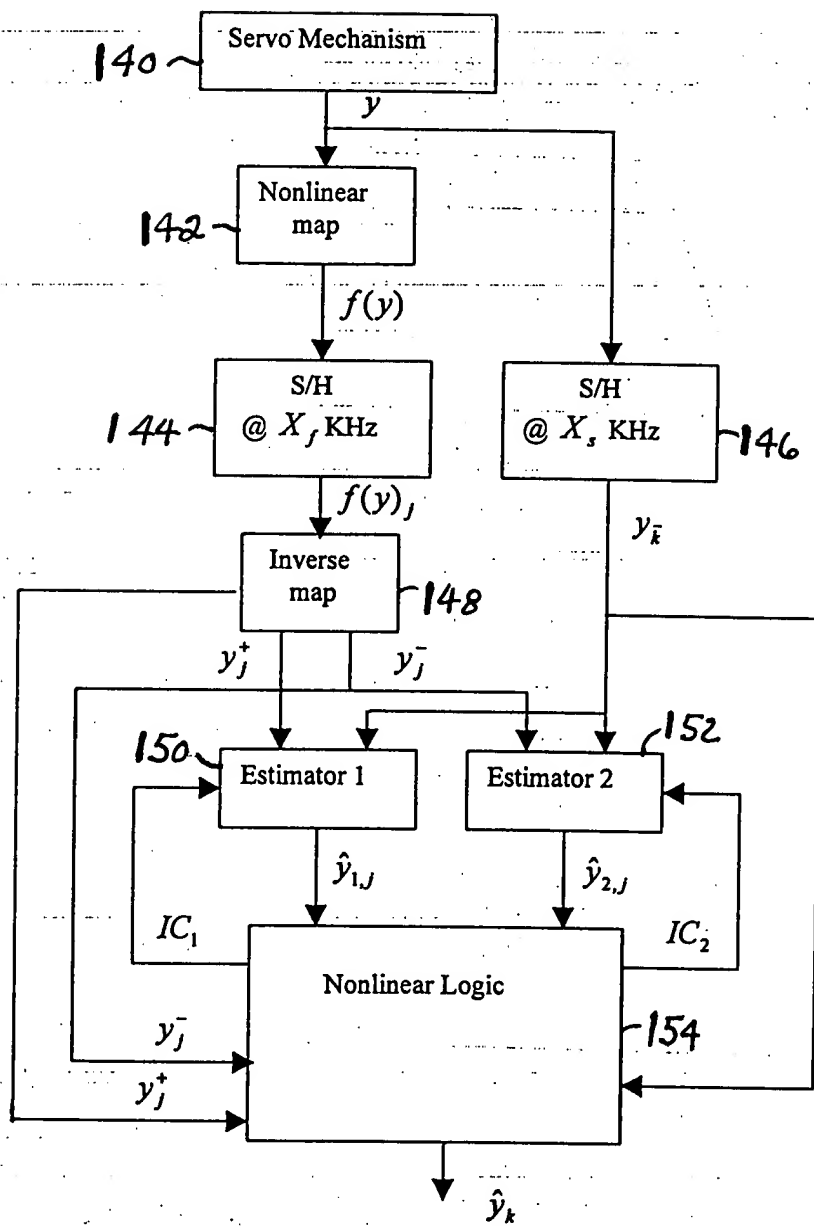 Servo Mechanism
140
y
Nonlinear
map
142
f(y)
S/H
@ X_f KHz
144
S/H
@ X_s KHz
146
f(y)_j
y_k̄
Inverse
map
148
y_j^+
y_j^-
150
Estimator 1
152
Estimator 2
ŷ_{1,j}
ŷ_{2,j}
IC_1
IC_2
Nonlinear Logic
154
y_j^-
y_j^+
ŷ_k